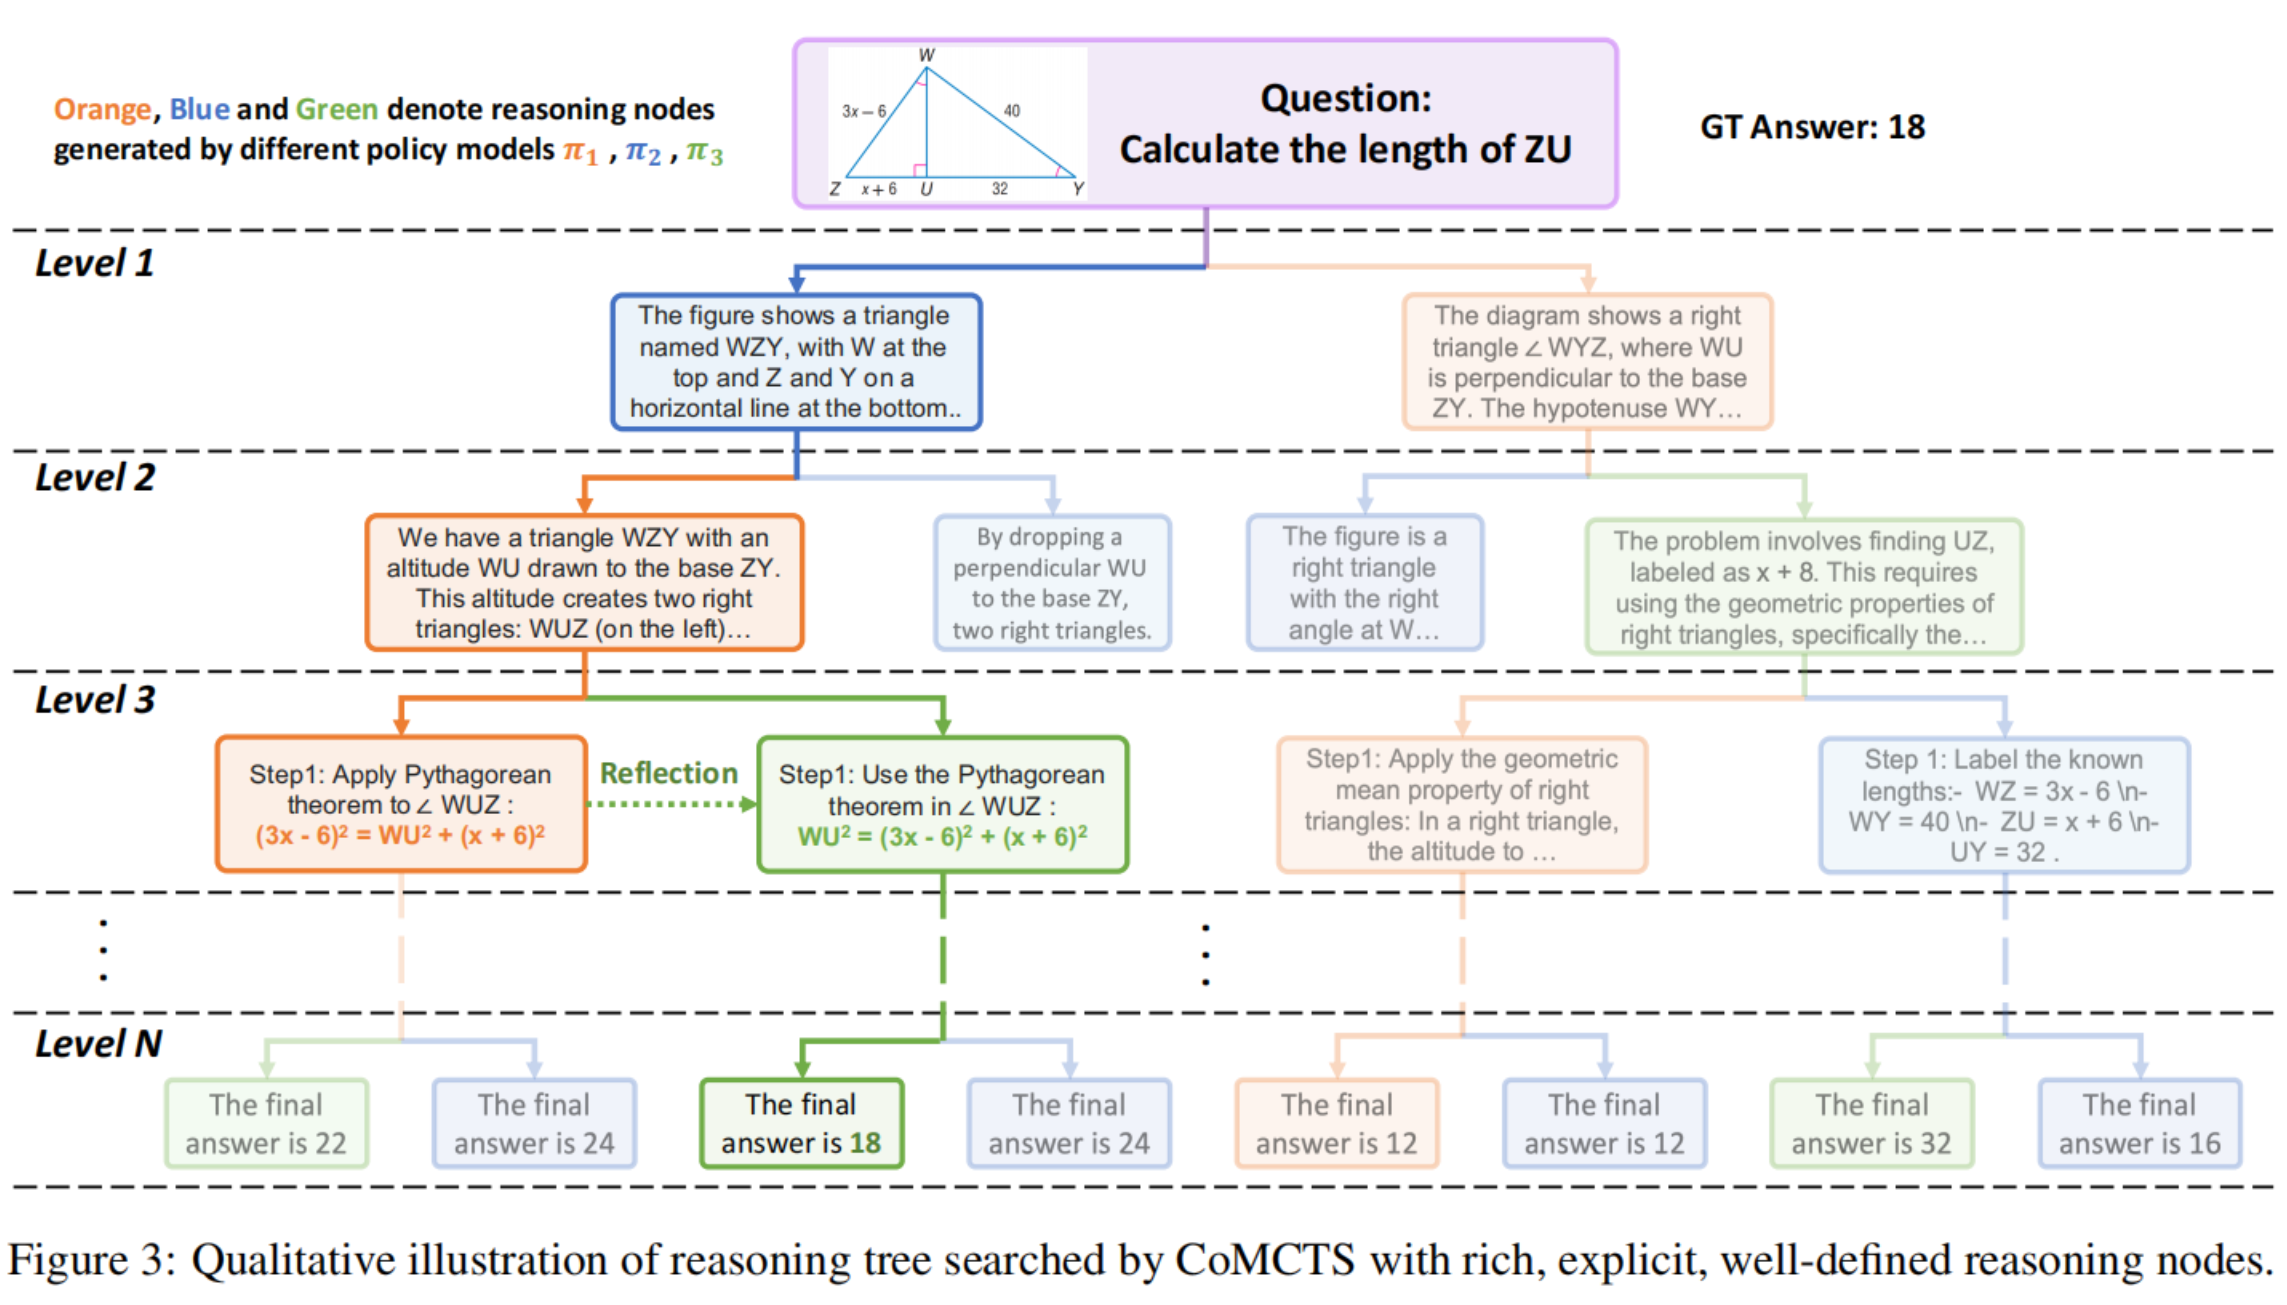 Orange, Blue and Green denote reasoning nodes
generated by different policy models π₁ , π₂ , π₃
W
3x – 6
40
Z
x + 6
U
32
Y
Question:
Calculate the length of ZU
GT Answer: 18
Level 1
The figure shows a triangle
named WZY, with W at the
top and Z and Y on a
horizontal line at the bottom..
The diagram shows a right
triangle ∠ WYZ, where WU
is perpendicular to the base
ZY. The hypotenuse WY…
Level 2
We have a triangle WZY with an
altitude WU drawn to the base ZY.
This altitude creates two right
triangles: WUZ (on the left)…
By dropping a
perpendicular WU
to the base ZY,
two right triangles.
The figure is a
right triangle
with the right
angle at W…
The problem involves finding UZ,
labeled as x + 8. This requires
using the geometric properties of
right triangles, specifically the…
Level 3
Step1: Apply Pythagorean
theorem to ∠ WUZ :
(3x - 6)² = WU² + (x + 6)²
Reflection
Step1: Use the Pythagorean
theorem in ∠ WUZ :
WU² = (3x - 6)² + (x + 6)²
Step1: Apply the geometric
mean property of right
triangles: In a right triangle,
the altitude to …
Step 1: Label the known
lengths:- WZ = 3x - 6 \n-
WY = 40 \n- ZU = x + 6 \n-
UY = 32 .
Level N
The final
answer is 22
The final
answer is 24
The final
answer is 18
The final
answer is 24
The final
answer is 12
The final
answer is 12
The final
answer is 32
The final
answer is 16
Figure 3: Qualitative illustration of reasoning tree searched by CoMCTS with rich, explicit, well-defined reasoning nodes.